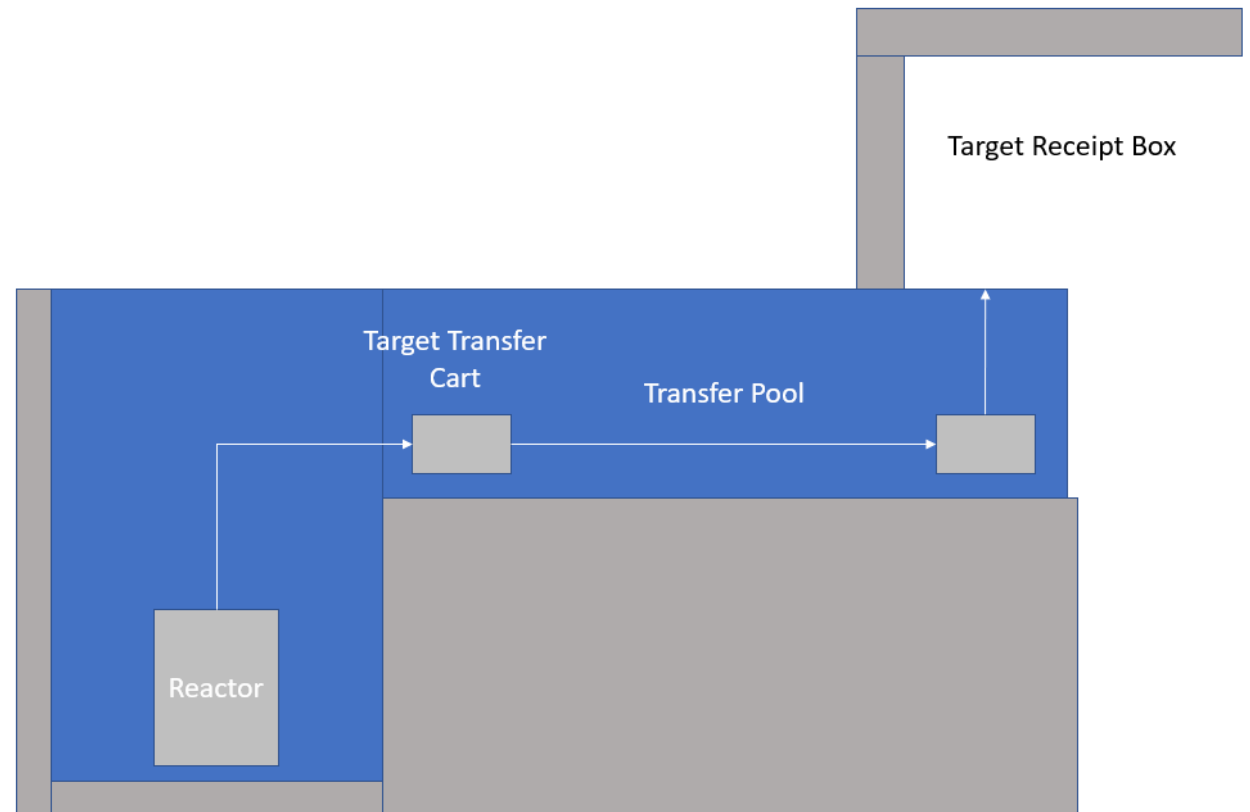 Target Receipt Box
Target Transfer
Cart
Transfer Pool
Reactor